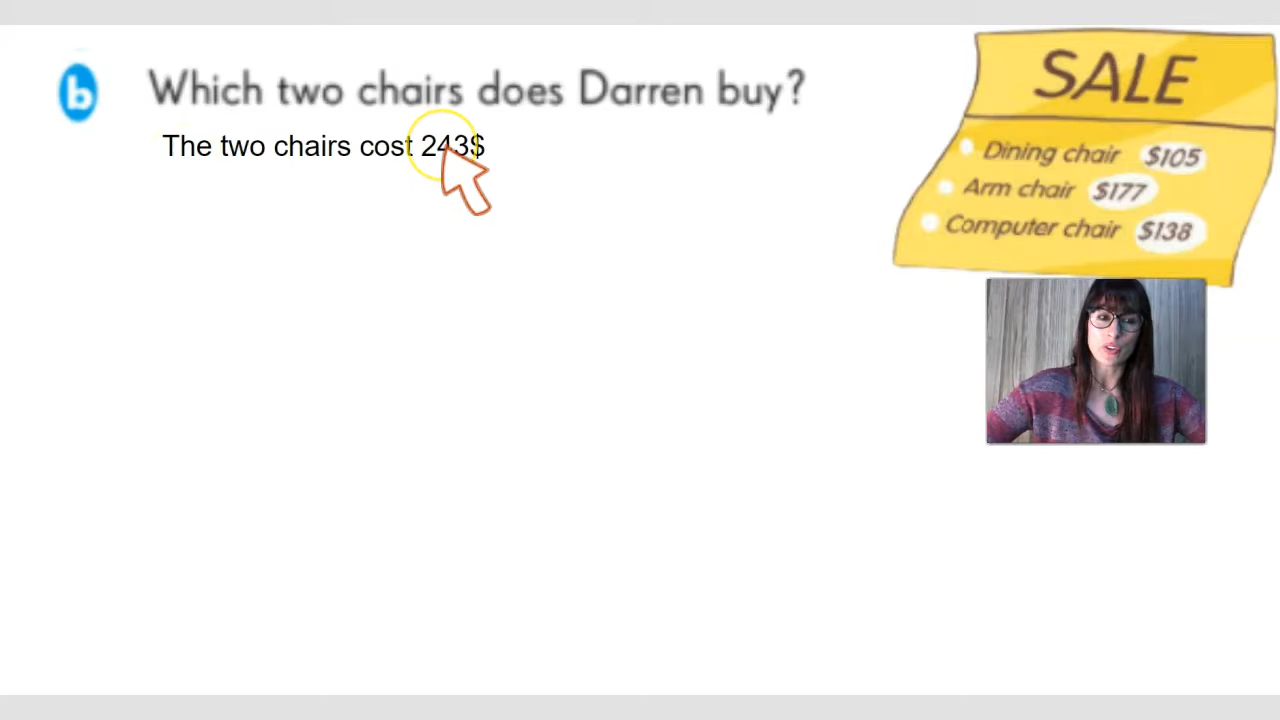 b Which two chairs does Darren buy?
The two chairs cost 243$
SALE
Dining chair $105
Arm chair $177
Computer chair $138